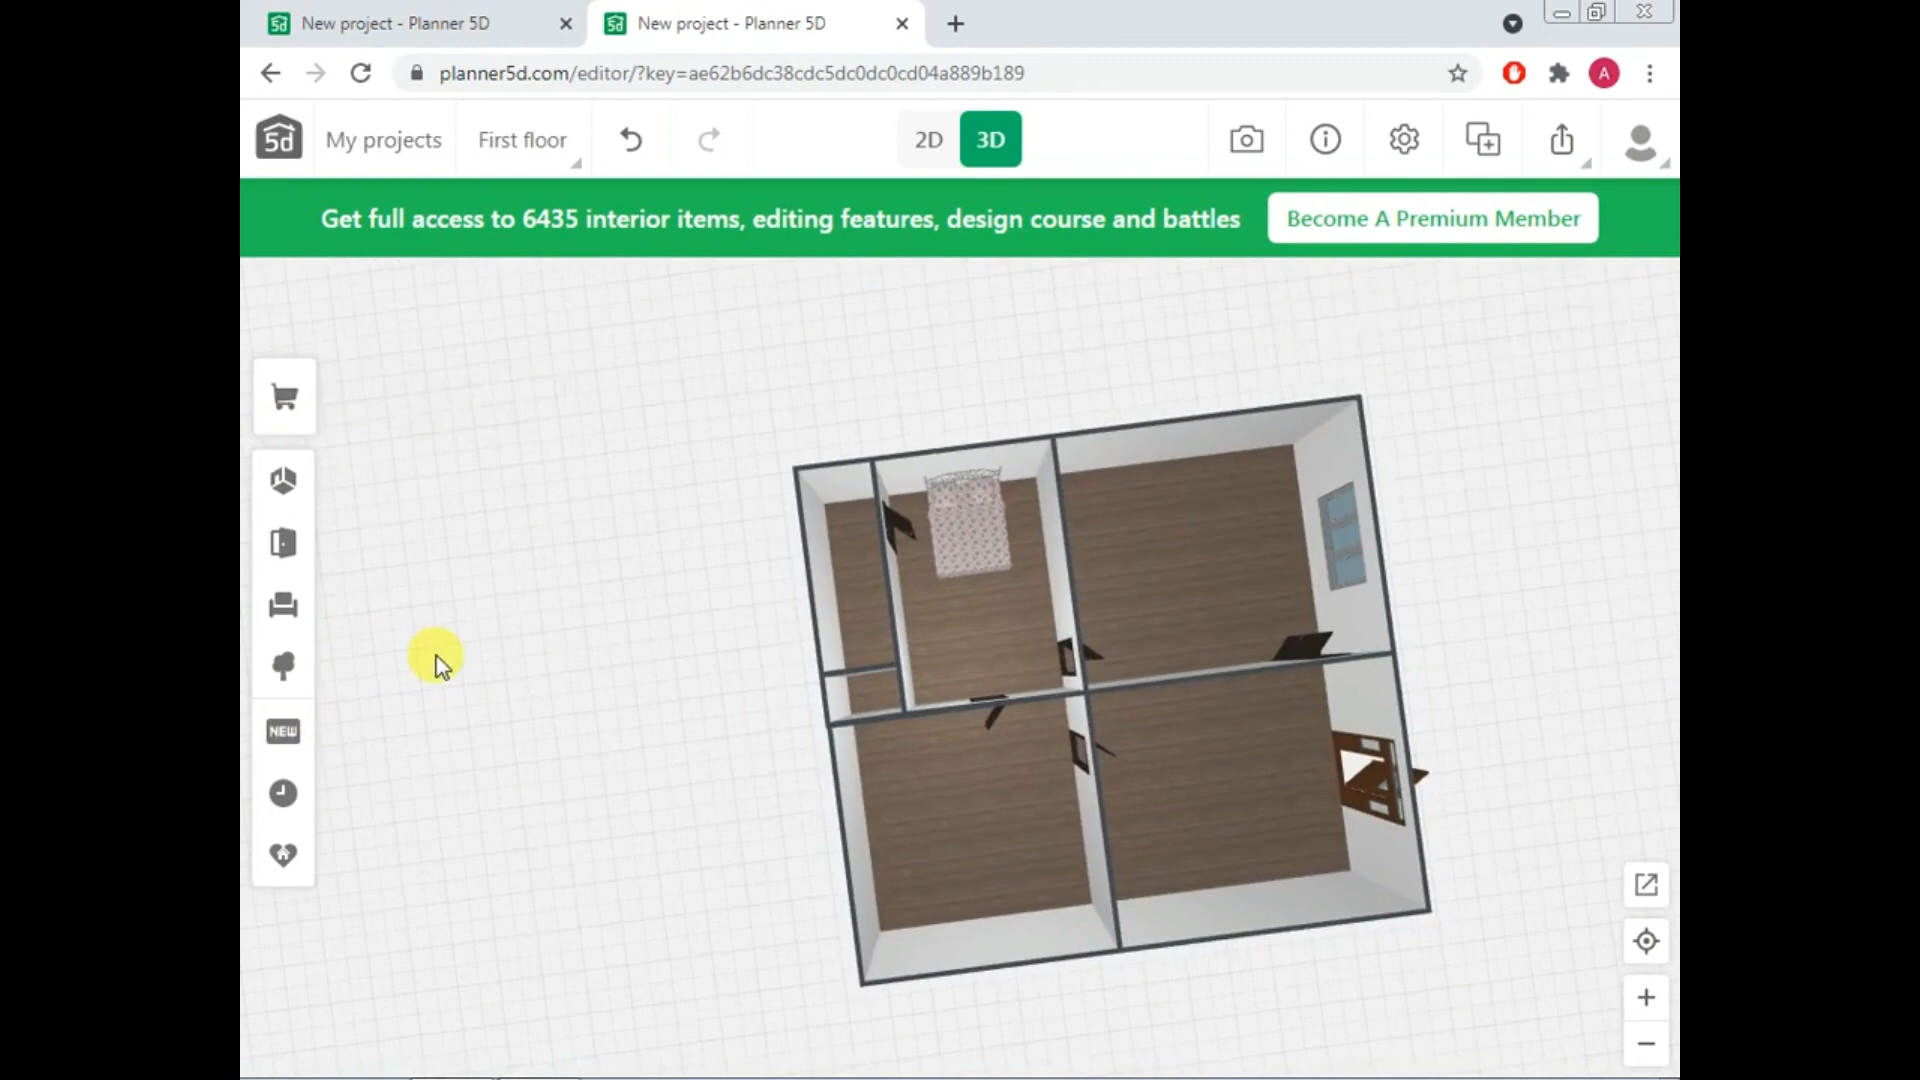 New project - Planner 5D
New project - Planner 5D
planner5d.com/editor/?key=ae62b6dc38cdc5dc0dc0cd04a889b189
A
5d
My projects
First floor
2D
3D
Get full access to 6435 interior items, editing features, design course and battles
Become A Premium Member
NEW